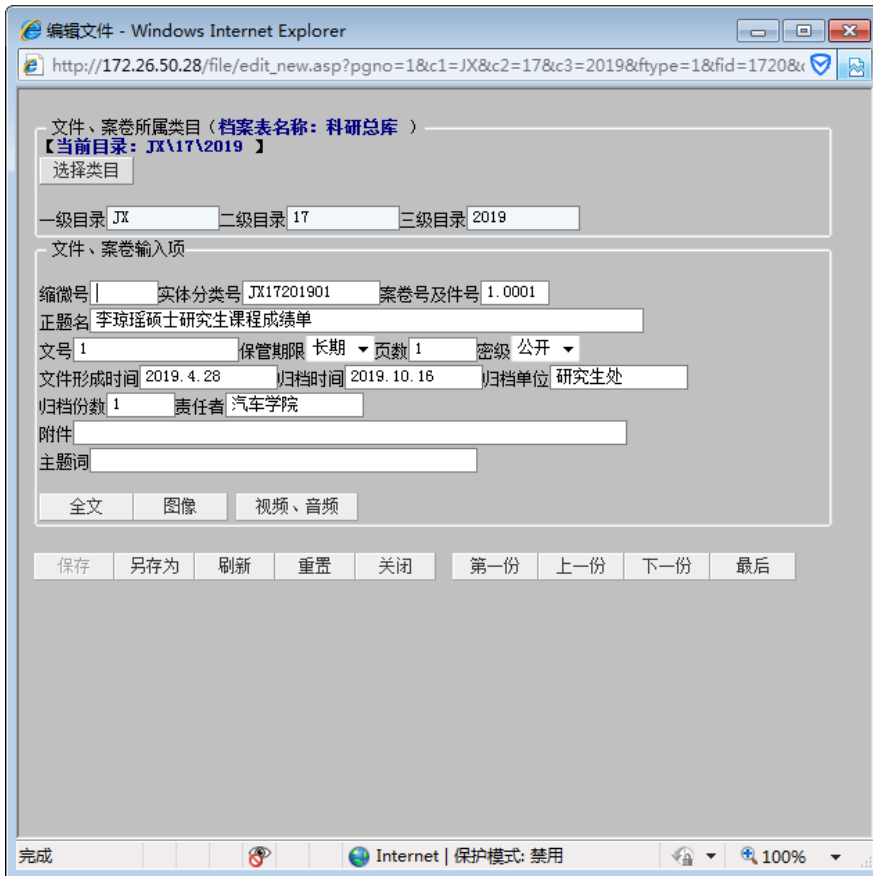 编辑文件 - Windows Internet Explorer
http://172.26.50.28/file/edit_new.asp?pgno=1&c1=JX&c2=17&c3=2019&ftype=1&fid=1720&
文件、案卷所属类目(档案表名称：科研总库 )
【当前目录：JX\17\2019 】
选择类目
一级目录 JX 二级目录 17 三级目录 2019
文件、案卷输入项
缩微号 实体分类号 JX17201901 案卷号及件号 1.0001
正题名 李琼瑶硕士研究生课程成绩单
文号 1 保管期限 长期 页数 1 密级 公开
文件形成时间 2019.4.28 归档时间 2019.10.16 归档单位 研究生处
归档份数 1 责任者 汽车学院
附件
主题词
全文 图像 视频、音频
保存 另存为 刷新 重置 关闭 第一份 上一份 下一份 最后
完成 Internet | 保护模式: 禁用 100%